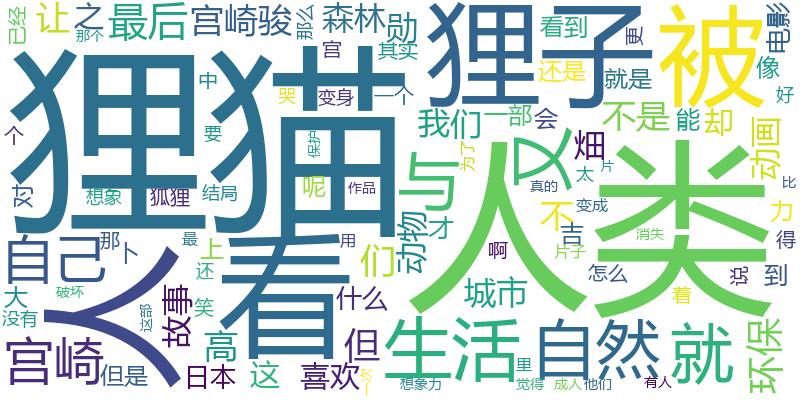 已经 让 之 最后 宫崎骏 那么 森林 勋 看到 更 电影
那个 宫 其实 狸子 还是 就是 像
狸猫 中 哭 变身 一个 被 好
个 要 保护 我们 一部 会 不是 能 却 动画
对 想象 狐狸 结局 呢 作品 与 为了 又 甾 太 片 比
真的 不 人类 力
自己 那 卜 最 上 用 们 动物 才 啊 吉 变成 消失 得
人 还 看 片子 怎么 着 说 到
大 破坏 故事 笑 什么 城市
没有 这部 高 但 生活 自然 就 环保
宫崎 但是 日本 这 喜欢 一次 想象力 里 觉得 成人 他们 有人